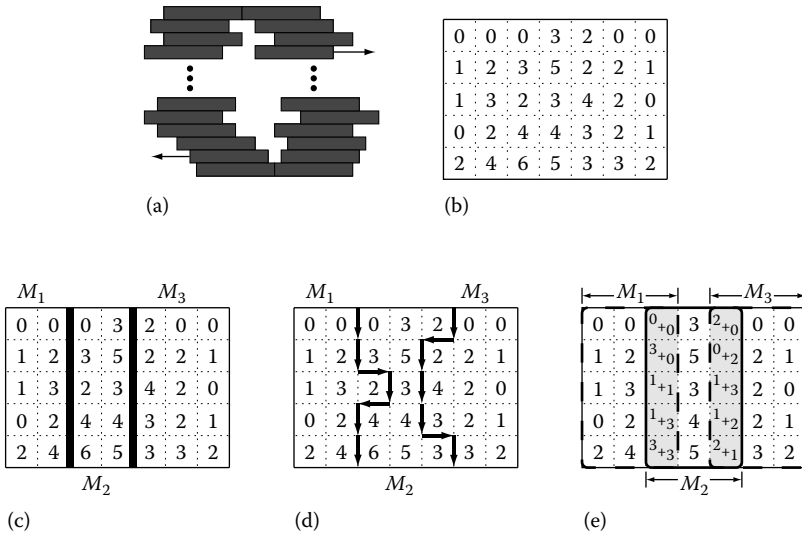 (a)
0 0 0 3 2 0 0
1 2 3 5 2 2 1
1 3 2 3 4 2 0
0 2 4 4 3 2 1
2 4 6 5 3 3 2
(b)
M1 M3
0 0 0 3 2 0 0
1 2 3 5 2 2 1
1 3 2 3 4 2 0
0 2 4 4 3 2 1
2 4 6 5 3 3 2
M2
(c)
M1 M3
0 0 0 3 2 0 0
1 2 3 5 2 2 1
1 3 2 3 4 2 0
0 2 4 4 3 2 1
2 4 6 5 3 3 2
M2
(d)
M1 M3
0 0 0+0 3 2+0 0 0
1 2 3+0 5 0+2 2 1
1 3 1+1 3 1+3 2 0
0 2 1+3 4 1+2 2 1
2 4 3+3 5 2+1 3 2
M2
(e)